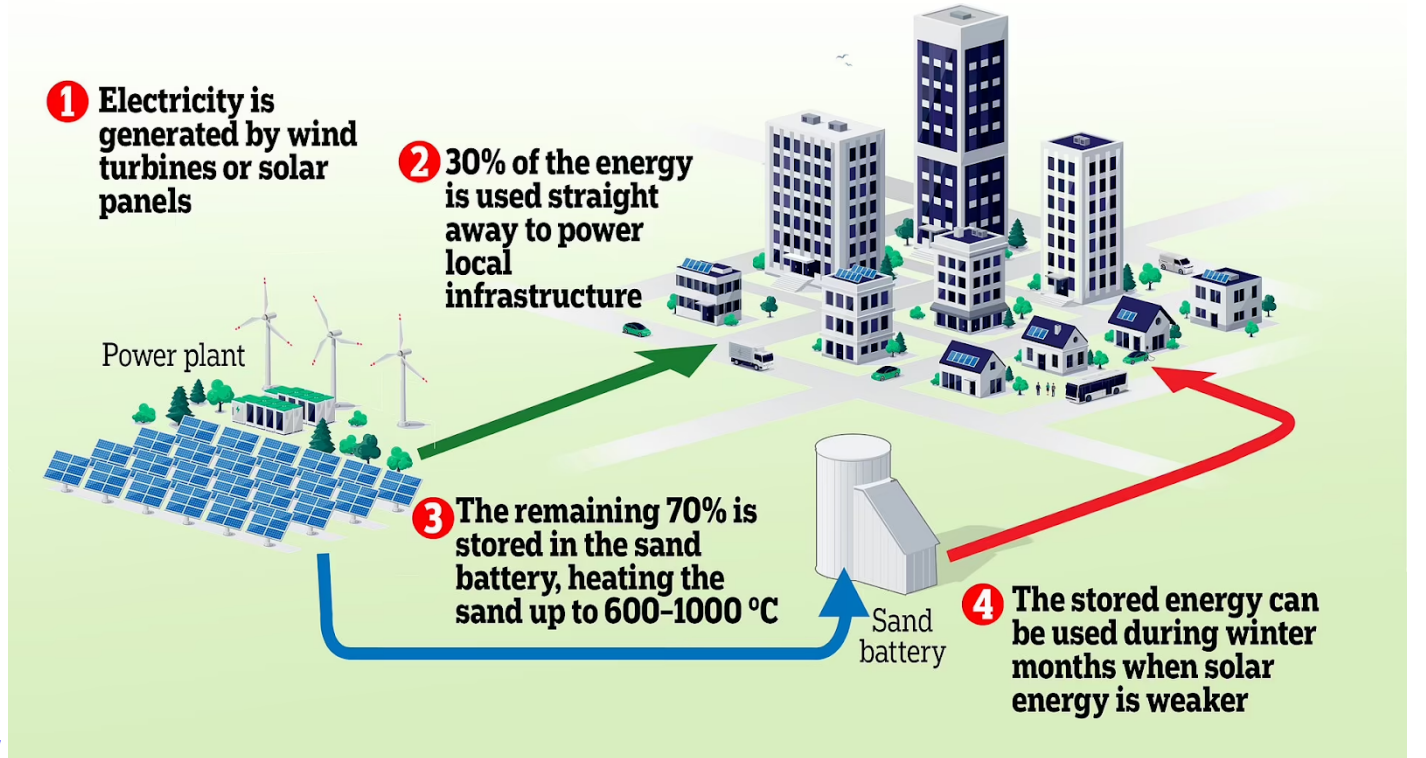 1 Electricity is
generated by wind
turbines or solar
panels
2 30% of the energy
is used straight
away to power
local
infrastructure
Power plant
3 The remaining 70% is
stored in the sand
battery, heating the
sand up to 600–1000 ºC
Sand
battery
4 The stored energy can
be used during winter
months when solar
energy is weaker